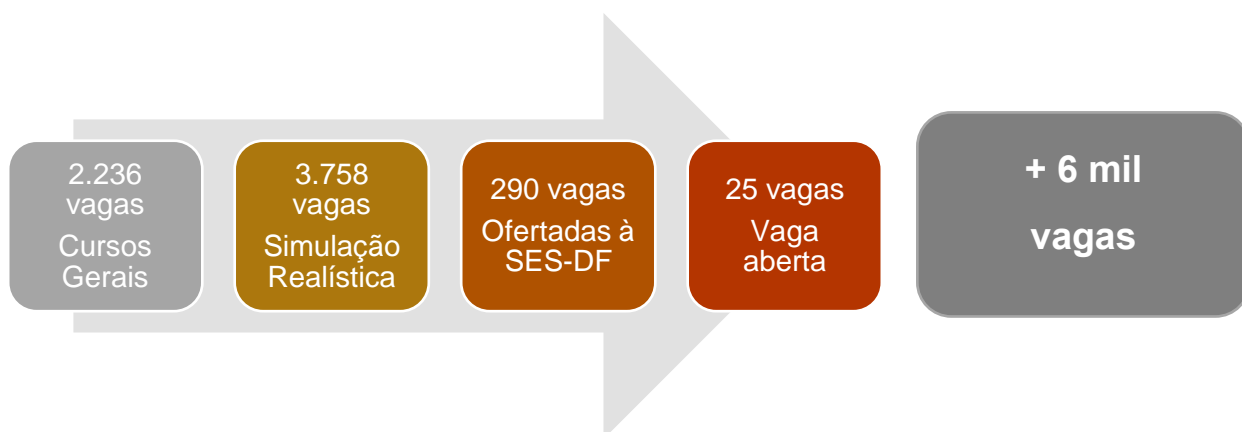 2.236
vagas
Cursos
Gerais
3.758
vagas
Simulação
Realística
290 vagas
Ofertadas à
SES-DF
25 vagas
Vaga
aberta
+ 6 mil
vagas